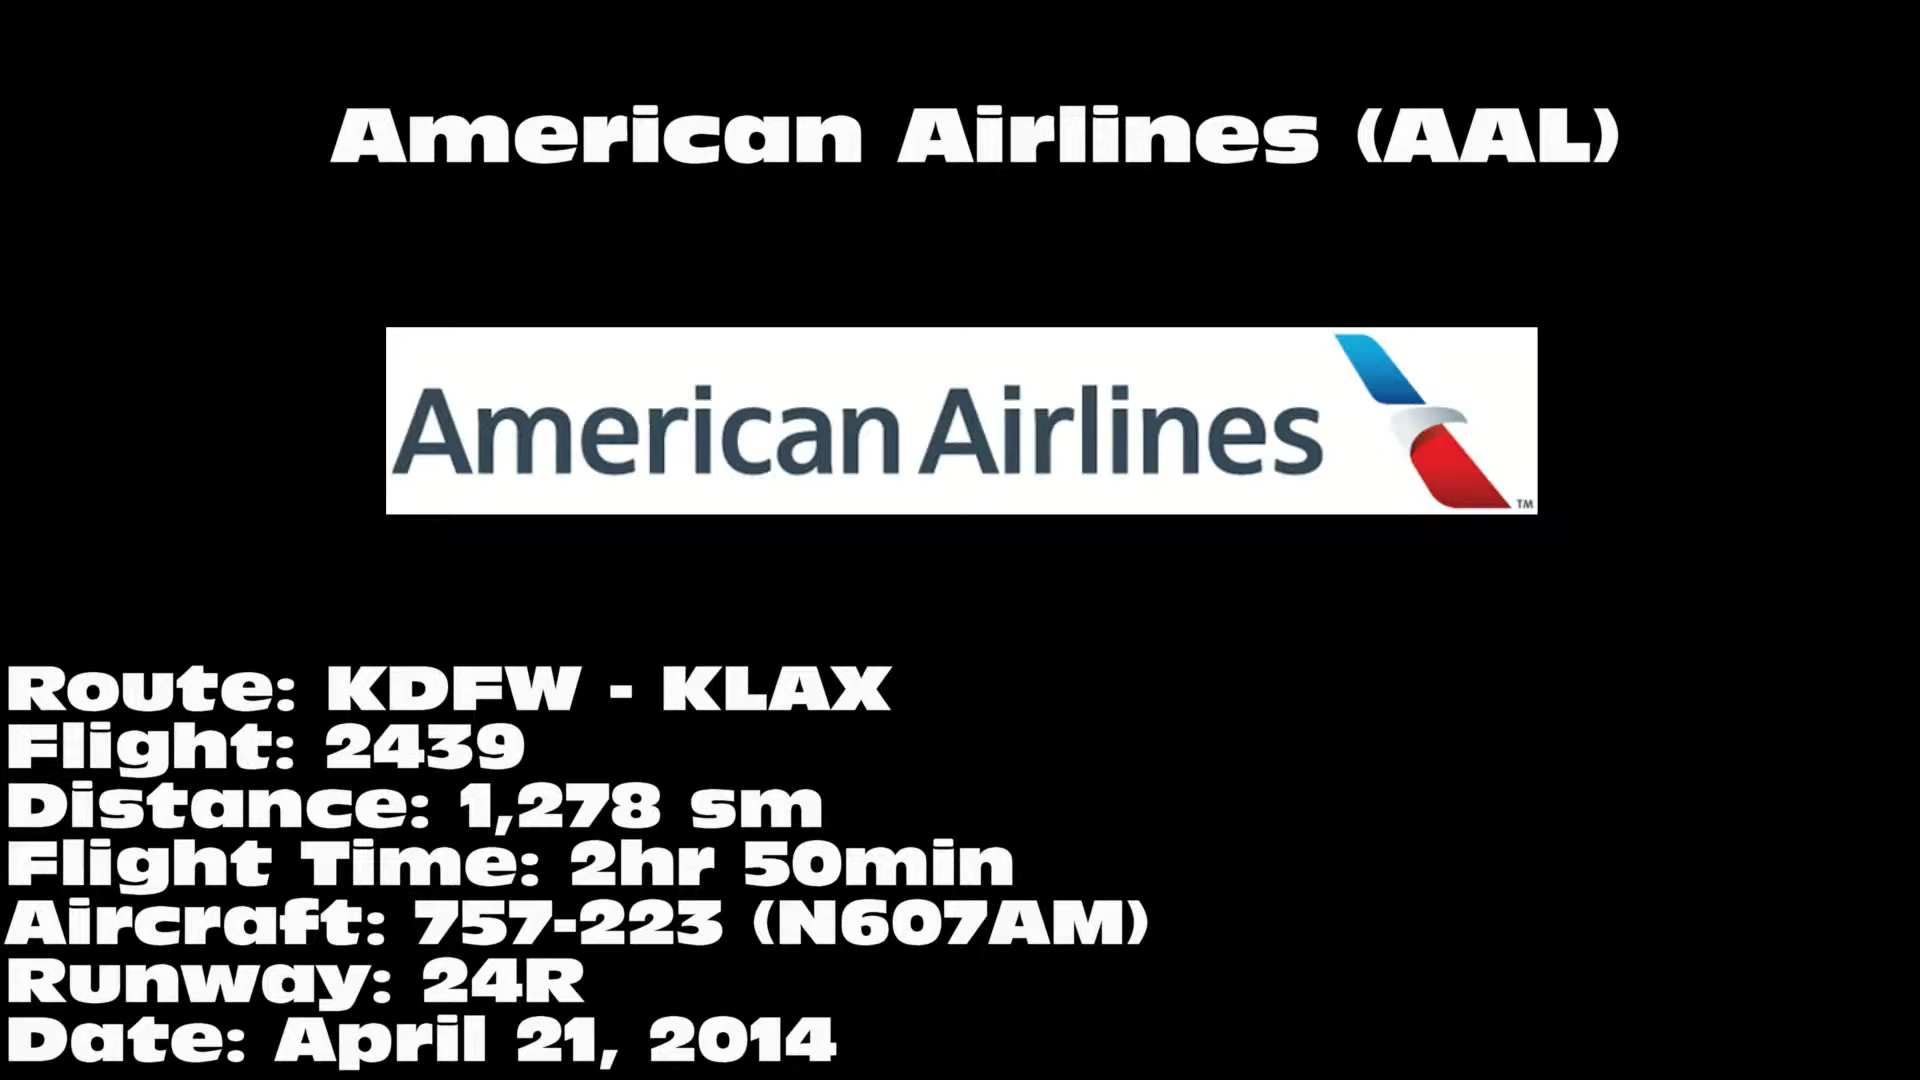 American Airlines (AAL)
American Airlines
TM
Route: KDFW - KLAX
Flight: 2439
Distance: 1,278 sm
Flight Time: 2hr 50min
Aircraft: 757-223 (N607AM)
Runway: 24R
Date: April 21, 2014